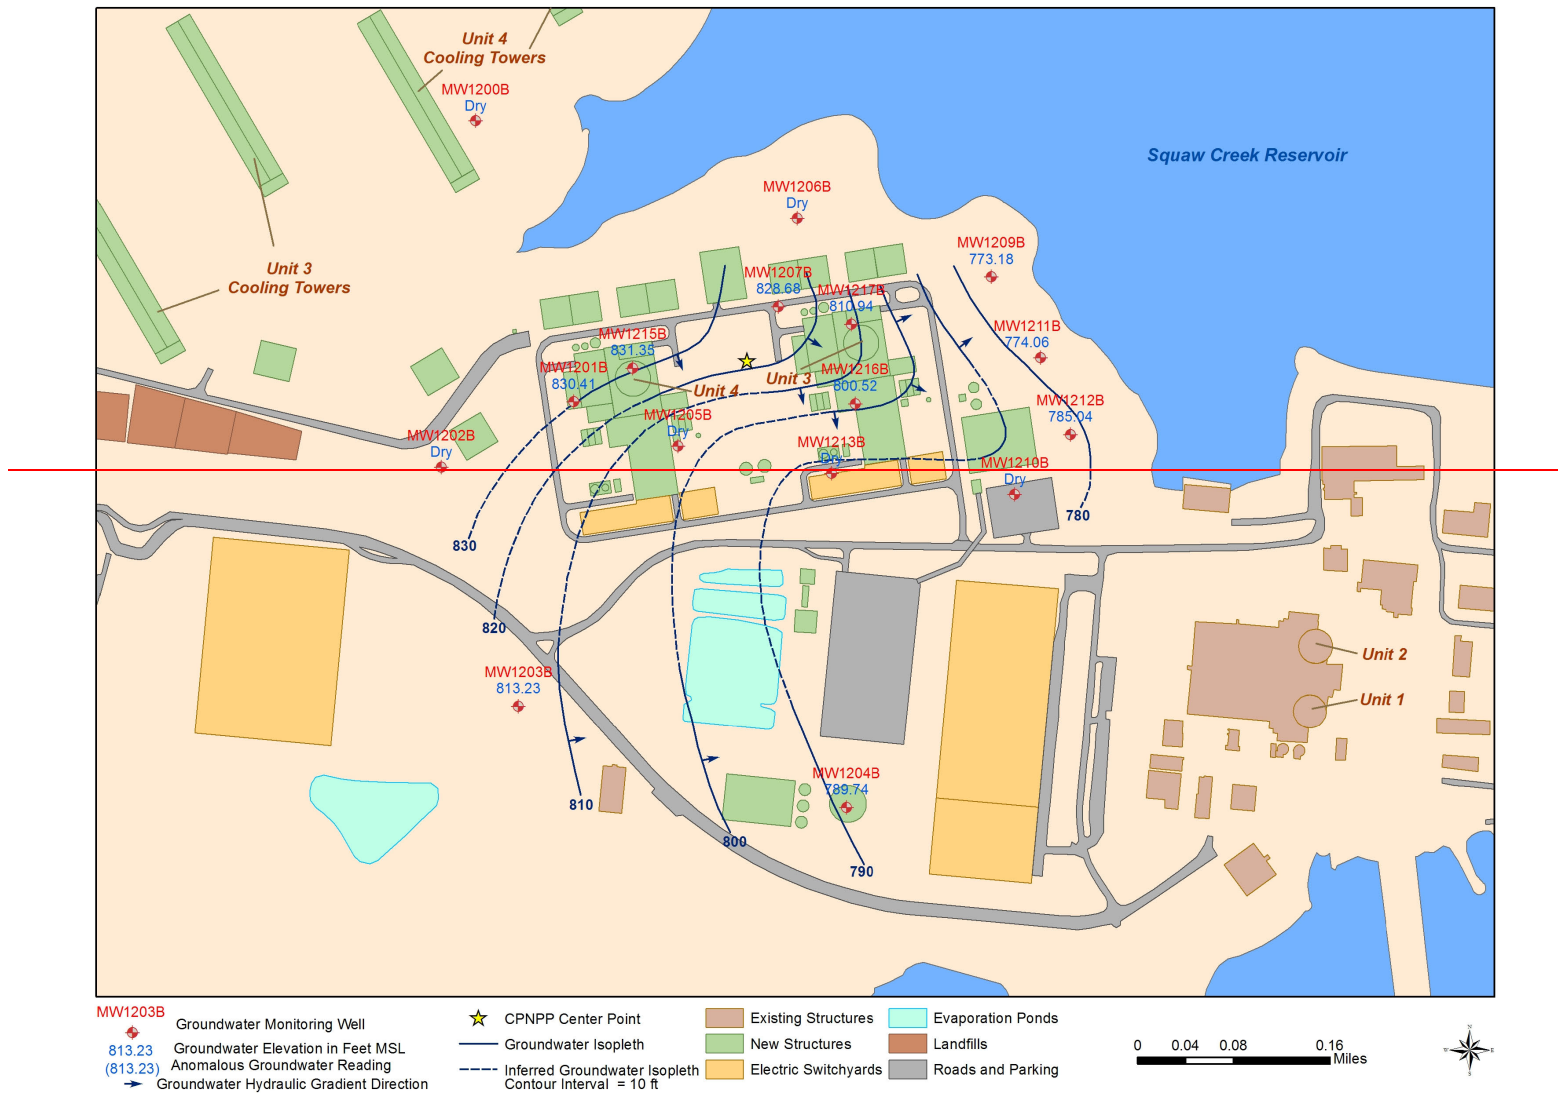 Unit 4
Cooling Towers
MW1200B
Dry
Squaw Creek Reservoir
MW1206B
Dry
Unit 3
Cooling Towers
MW1209B
773.18
MW1207B
828.68
MW1217B
810.94
MW1211B
774.06
MW1215B
831.35
MW1201B
830.41
Unit 4
Unit 3
MW1216B
800.52
MW1212B
785.04
MW1205B
Dry
MW1202B
Dry
MW1213B
Dry
MW1210B
Dry
780
830
820
MW1203B
813.23
Unit 2
Unit 1
MW1204B
789.74
810
800
790
MW1203B
Groundwater Monitoring Well
813.23
Groundwater Elevation in Feet MSL
(813.23)
Anomalous Groundwater Reading
Groundwater Hydraulic Gradient Direction
CPNPP Center Point
Groundwater Isopleth
Inferred Groundwater Isopleth
Contour Interval = 10 ft
Existing Structures
New Structures
Electric Switchyards
Evaporation Ponds
Landfills
Roads and Parking
0 0.04 0.08 0.16
Miles
N
W E
S